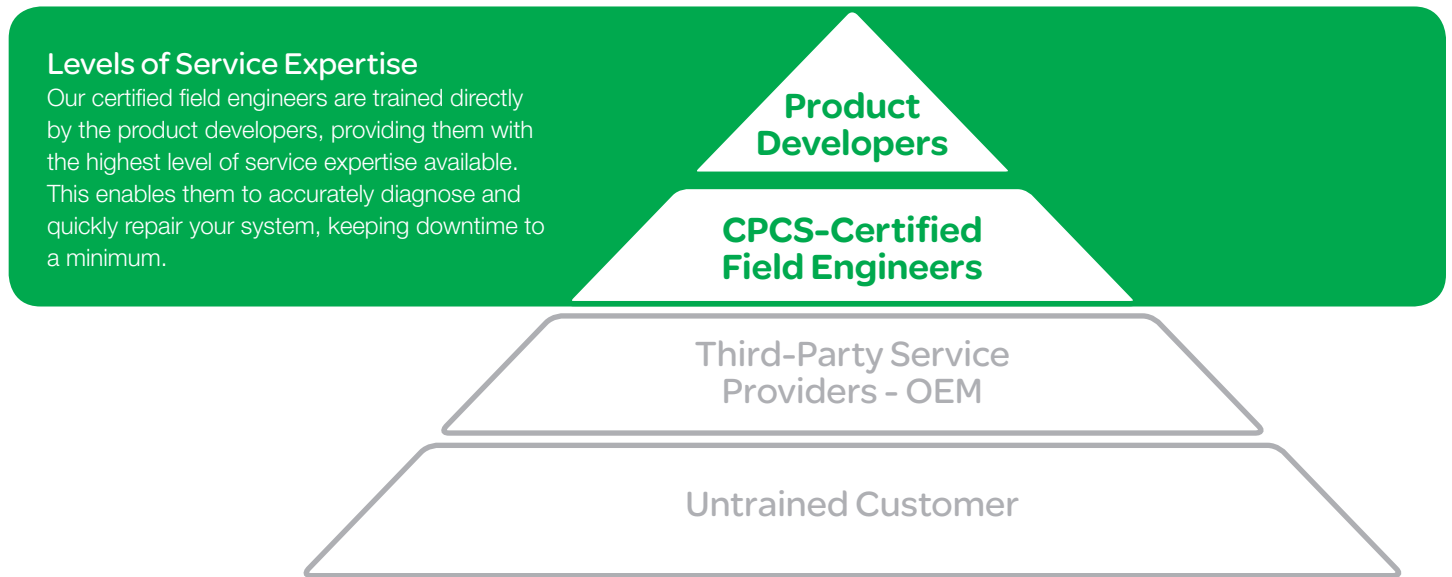 Levels of Service Expertise
Our certified field engineers are trained directly
by the product developers, providing them with
the highest level of service expertise available.
This enables them to accurately diagnose and
quickly repair your system, keeping downtime to
a minimum.
Product
Developers
CPCS-Certified
Field Engineers
Third-Party Service
Providers - OEM
Untrained Customer